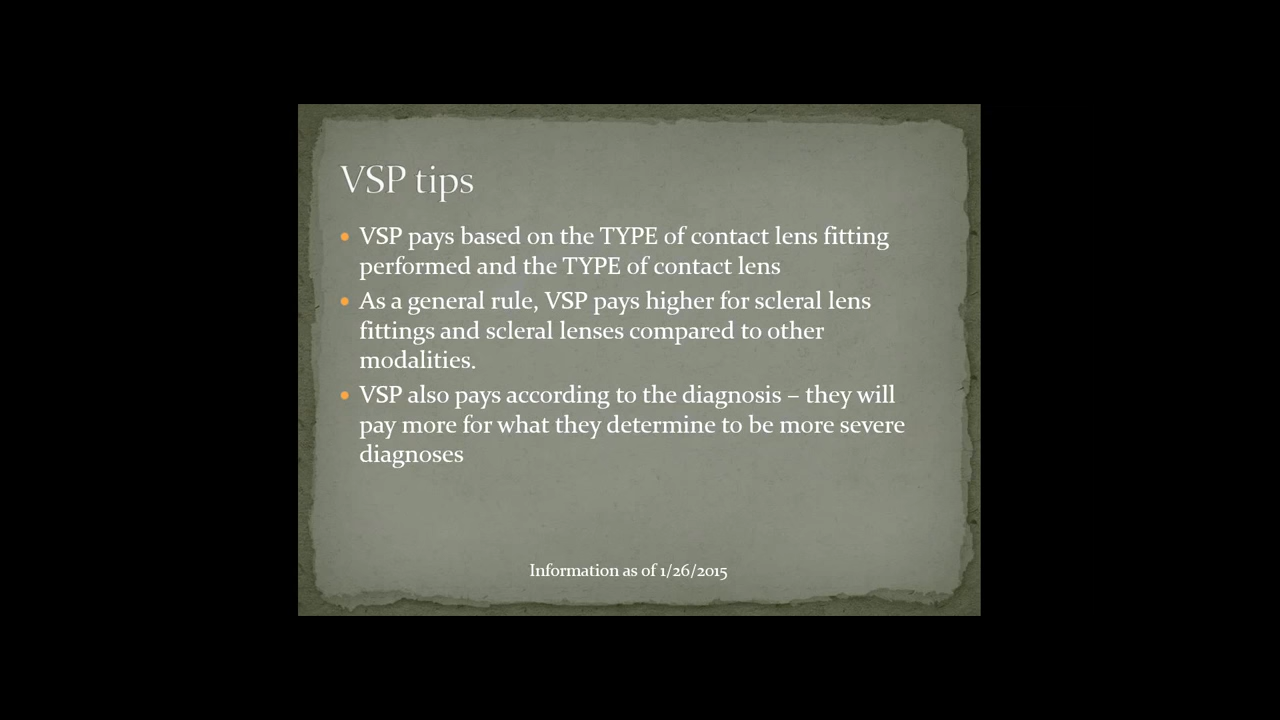 VSP tips
• VSP pays based on the TYPE of contact lens fitting
performed and the TYPE of contact lens
• As a general rule, VSP pays higher for scleral lens
fittings and scleral lenses compared to other
modalities.
• VSP also pays according to the diagnosis – they will
pay more for what they determine to be more severe
diagnoses
Information as of 1/26/2015